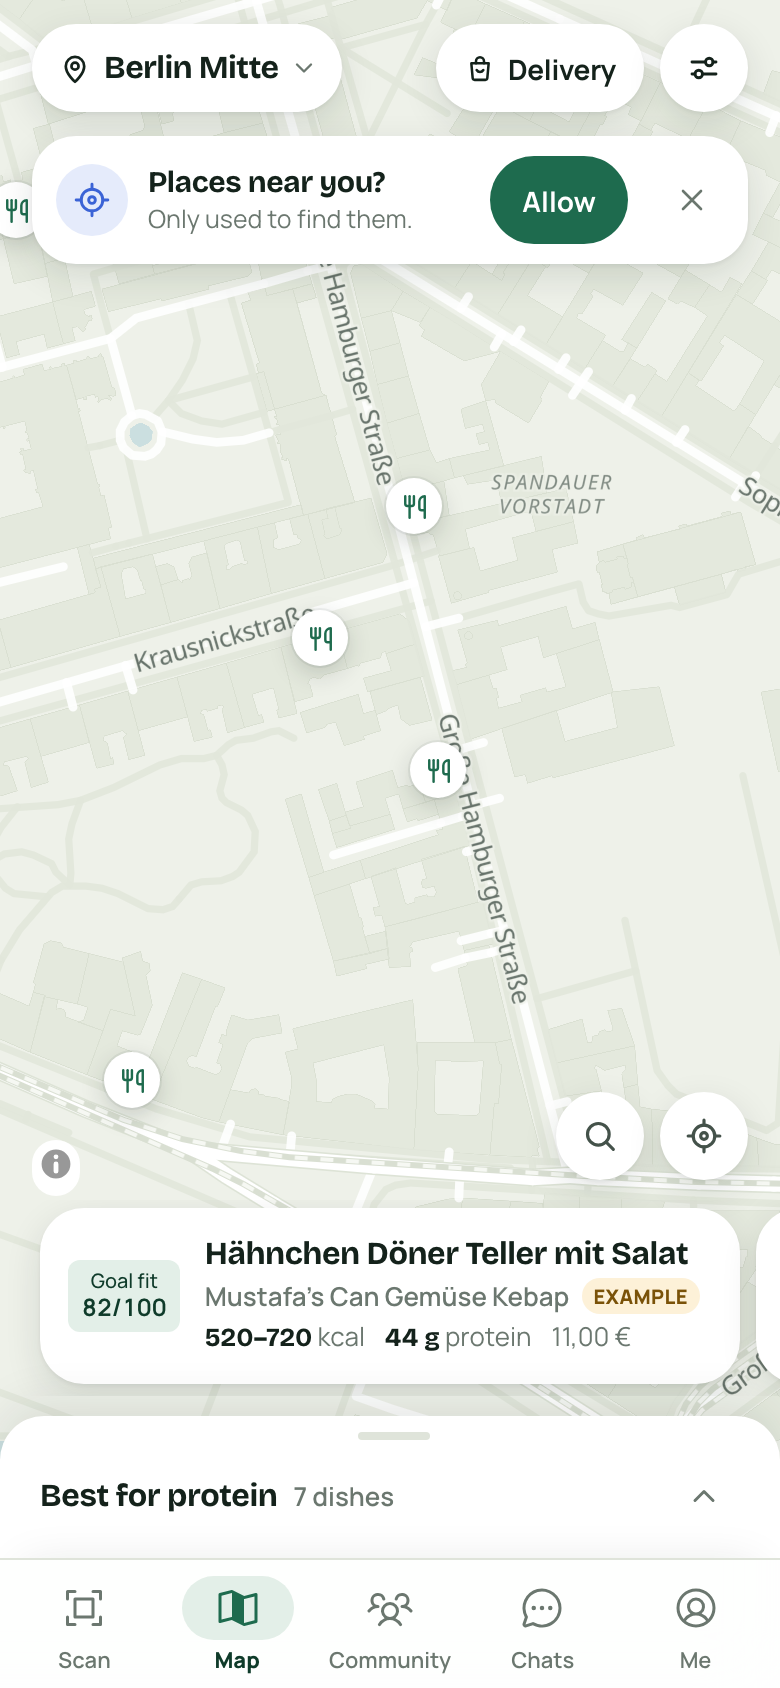 Berlin Mitte
Delivery
Places near you?
Only used to find them.
Allow
Hamburger Straße
SPANDAUER
VORSTADT
Krausnickstraße
Große Hamburger Straße
Goal fit
82/100
Hähnchen Döner Teller mit Salat
Mustafa's Can Gemüse Kebap EXAMPLE
520–720 kcal 44 g protein 11,00 €
Best for protein 7 dishes
Scan
Map
Community
Chats
Me